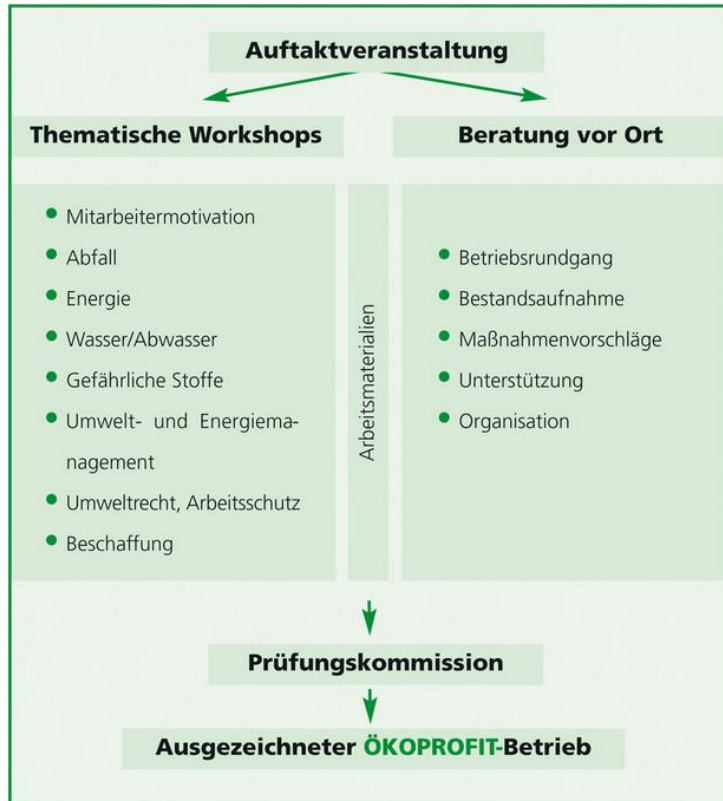 Auftaktveranstaltung
Thematische Workshops
Beratung vor Ort
Mitarbeitermotivation
Abfall
Energie
Wasser/Abwasser
Gefährliche Stoffe
Umwelt- und Energiema-
nagement
Umweltrecht, Arbeitsschutz
Beschaffung
Arbeitsmaterialien
Betriebsrundgang
Bestandsaufnahme
Maßnahmenvorschläge
Unterstützung
Organisation
Prüfungskommission
Ausgezeichneter ÖKOPROFIT-Betrieb